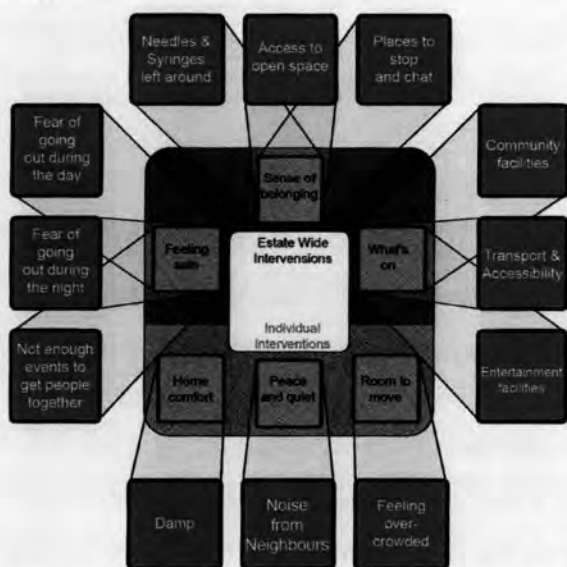 Needles &
Syringes
left around
Access to
open space
Places to
stop
and chat
Fear of
going
out during
the day
Community
facilities
Sense of
belonging
Fear of
going
out during
the night
Feeling
safe
Estate Wide
Intervensions
What's
on
Transport &
Accessibility
Individual
Interventions
Not enough
events to
get people
together
Entertainment
facilities
Home
comfort
Peace
and quiet
Room to
move
Damp
Noise
from
Neighbours
Feeling
over-
crowded